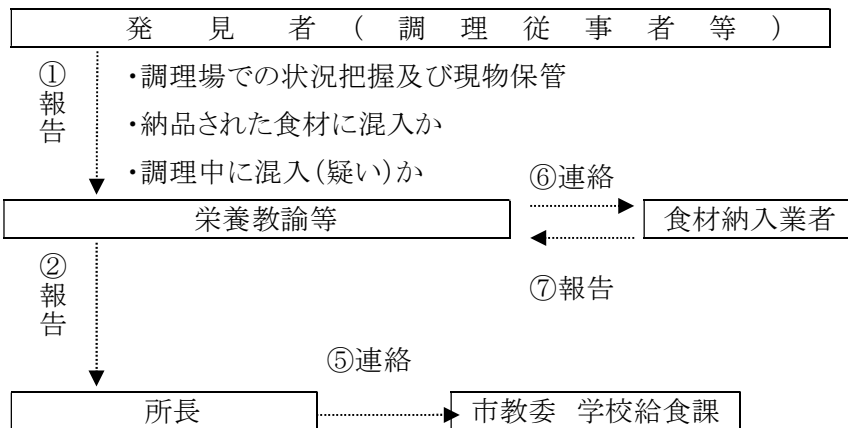 発見者(調理従事者等)
①報告
・調理場での状況把握及び現物保管
・納品された食材に混入か
・調理中に混入(疑い)か
⑥連絡
栄養教諭等
食材納入業者
②報告
⑦報告
⑤連絡
所長
市教委 学校給食課